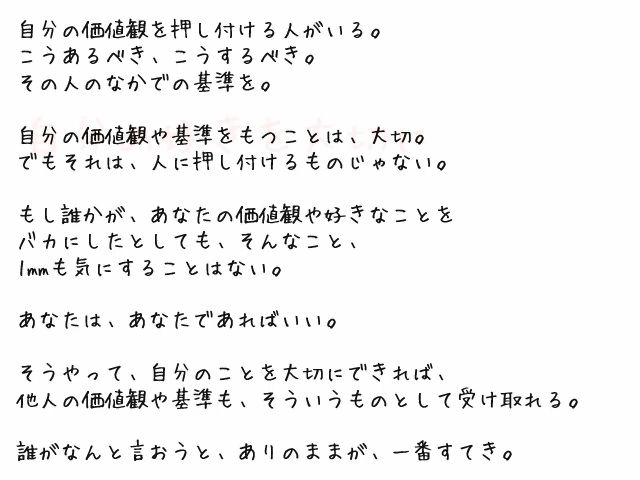 自分の価値観を押し付ける人がいる。
こうあるべき、こうするべき。
その人のなかでの基準を。
自分の価値観や基準をもつことは、大切。
でもそれは、人に押し付けるものじゃない。
もし誰かが、あなたの価値観や好きなことを
バカにしたとしても、そんなこと、
1mmも気にすることはない。
あなたは、あなたであればいい。
そうやって、自分のことを大切にできれば、
他人の価値観や基準も、そういうものとして受け取れる。
誰がなんと言おうと、ありのままが、一番すてき。